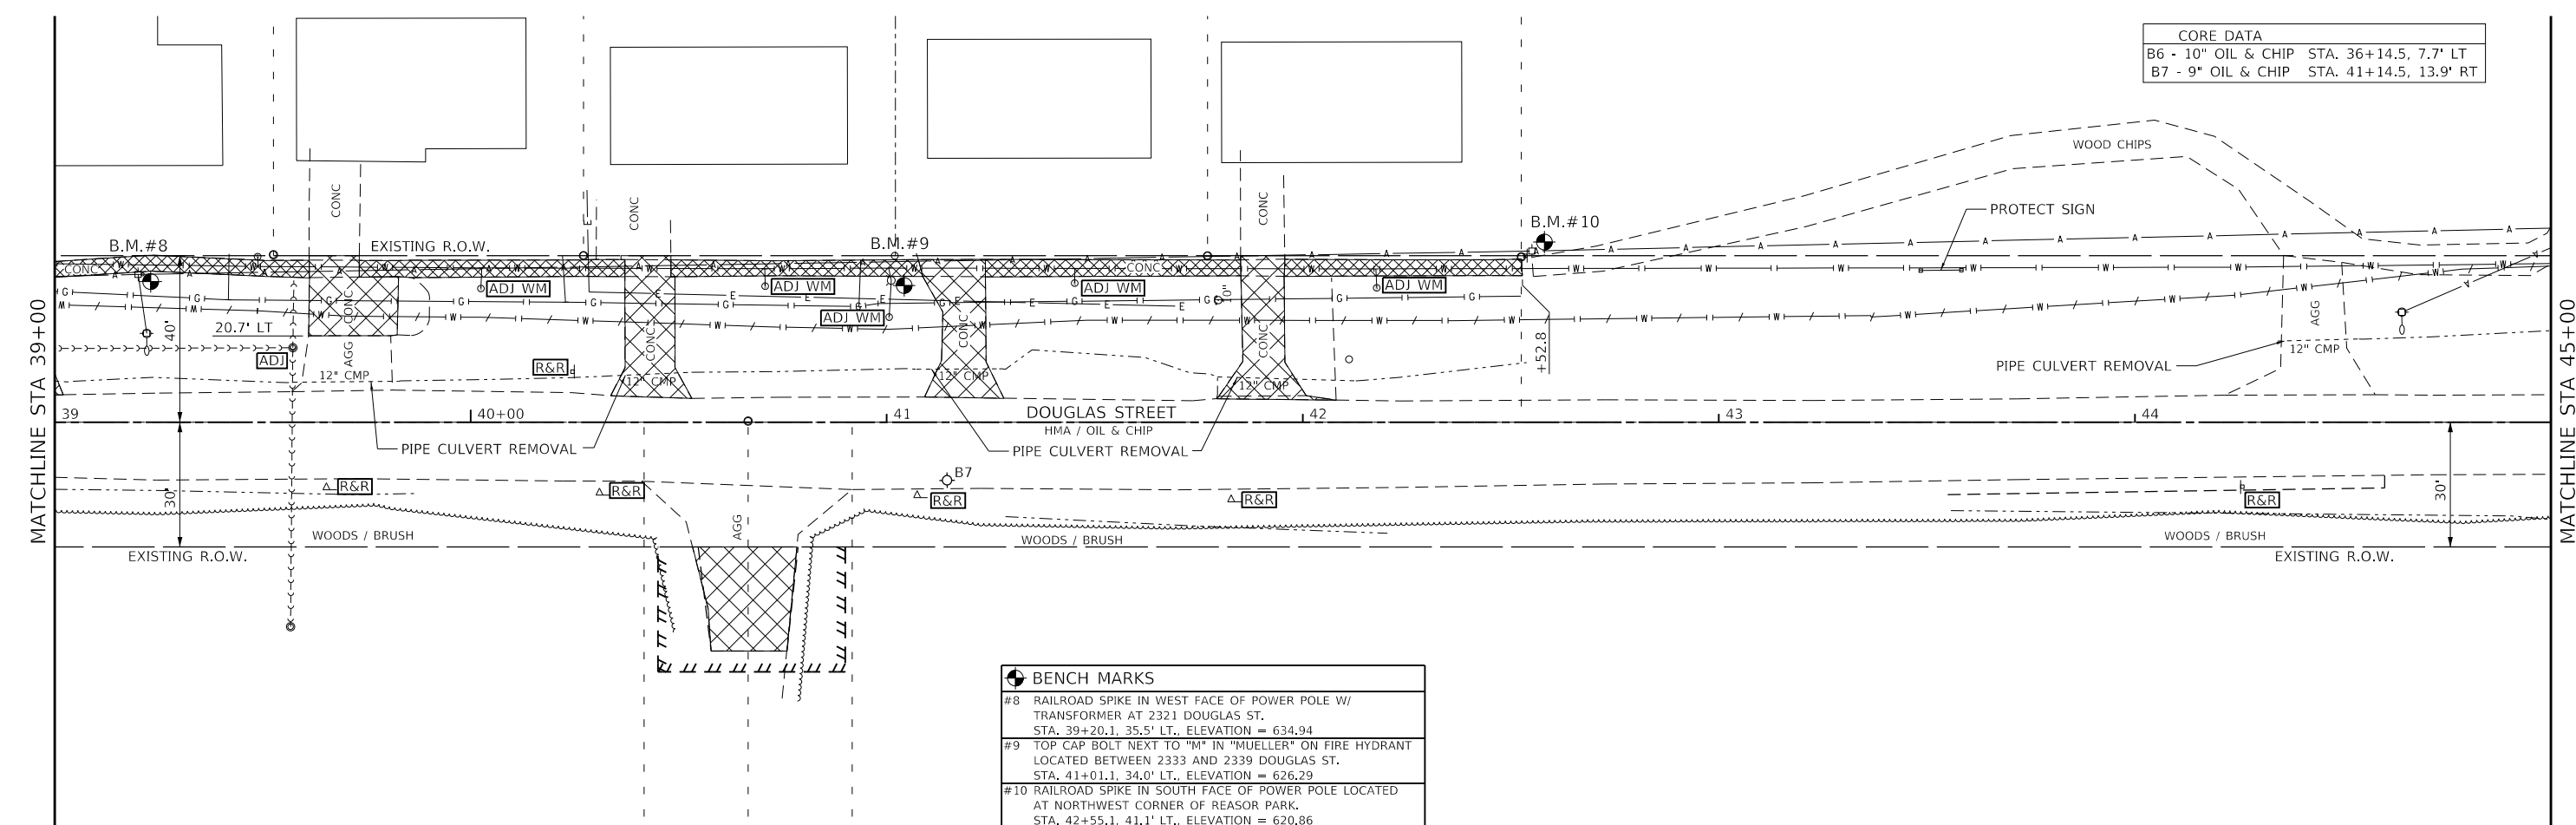 CORE DATA
B6 - 10" OIL & CHIP STA. 36+14.5, 7.7' LT
B7 - 9" OIL & CHIP STA. 41+14.5, 13.9' RT
WOOD CHIPS
CONC
CONC
CONC
PROTECT SIGN
B.M.#8
EXISTING R.O.W.
B.M.#9
B.M.#10
CONC
CONC
ADJ WM
ADJ WM
ADJ WM
ADJ WM
ADJ WM
20.7' LT
40'
ADJ
CONC
AGG
12" CMP
R&R
CONC
12" CMP
CONC
12" CMP
CONC
12" CMP
+52.8
AGG
12" CMP
PIPE CULVERT REMOVAL
MATCHLINE STA 39+00
MATCHLINE STA 45+00
39
40+00
41
DOUGLAS STREET
42
43
44
HMA / OIL & CHIP
PIPE CULVERT REMOVAL
PIPE CULVERT REMOVAL
30'
R&R
R&R
B7
R&R
R&R
R&R
30'
AGG
WOODS / BRUSH
WOODS / BRUSH
WOODS / BRUSH
EXISTING R.O.W.
EXISTING R.O.W.
BENCH MARKS
#8 RAILROAD SPIKE IN WEST FACE OF POWER POLE W/
TRANSFORMER AT 2321 DOUGLAS ST.
STA. 39+20.1, 35.5' LT., ELEVATION = 634.94
#9 TOP CAP BOLT NEXT TO "M" IN "MUELLER" ON FIRE HYDRANT
LOCATED BETWEEN 2333 AND 2339 DOUGLAS ST.
STA. 41+01.1, 34.0' LT., ELEVATION = 626.29
#10 RAILROAD SPIKE IN SOUTH FACE OF POWER POLE LOCATED
AT NORTHWEST CORNER OF REASOR PARK.
STA. 42+55.1, 41.1' LT., ELEVATION = 620.86